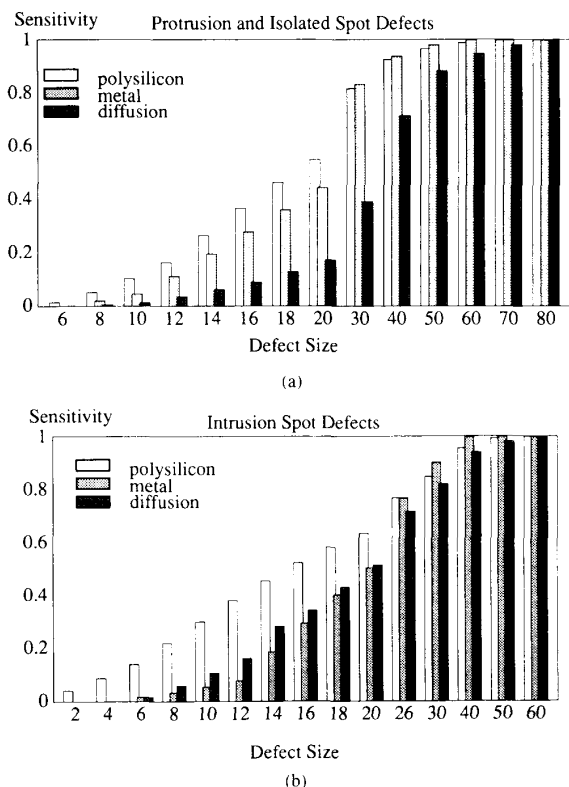 Sensitivity
Protrusion and Isolated Spot Defects
1
polysilicon
metal
diffusion
0.8
0.6
0.4
0.2
0
6 8 10 12 14 16 18 20 30 40 50 60 70 80
Defect Size
(a)
Sensitivity
Intrusion Spot Defects
1
polysilicon
metal
diffusion
0.8
0.6
0.4
0.2
0
2 4 6 8 10 12 14 16 18 20 26 30 40 50 60
Defect Size
(b)